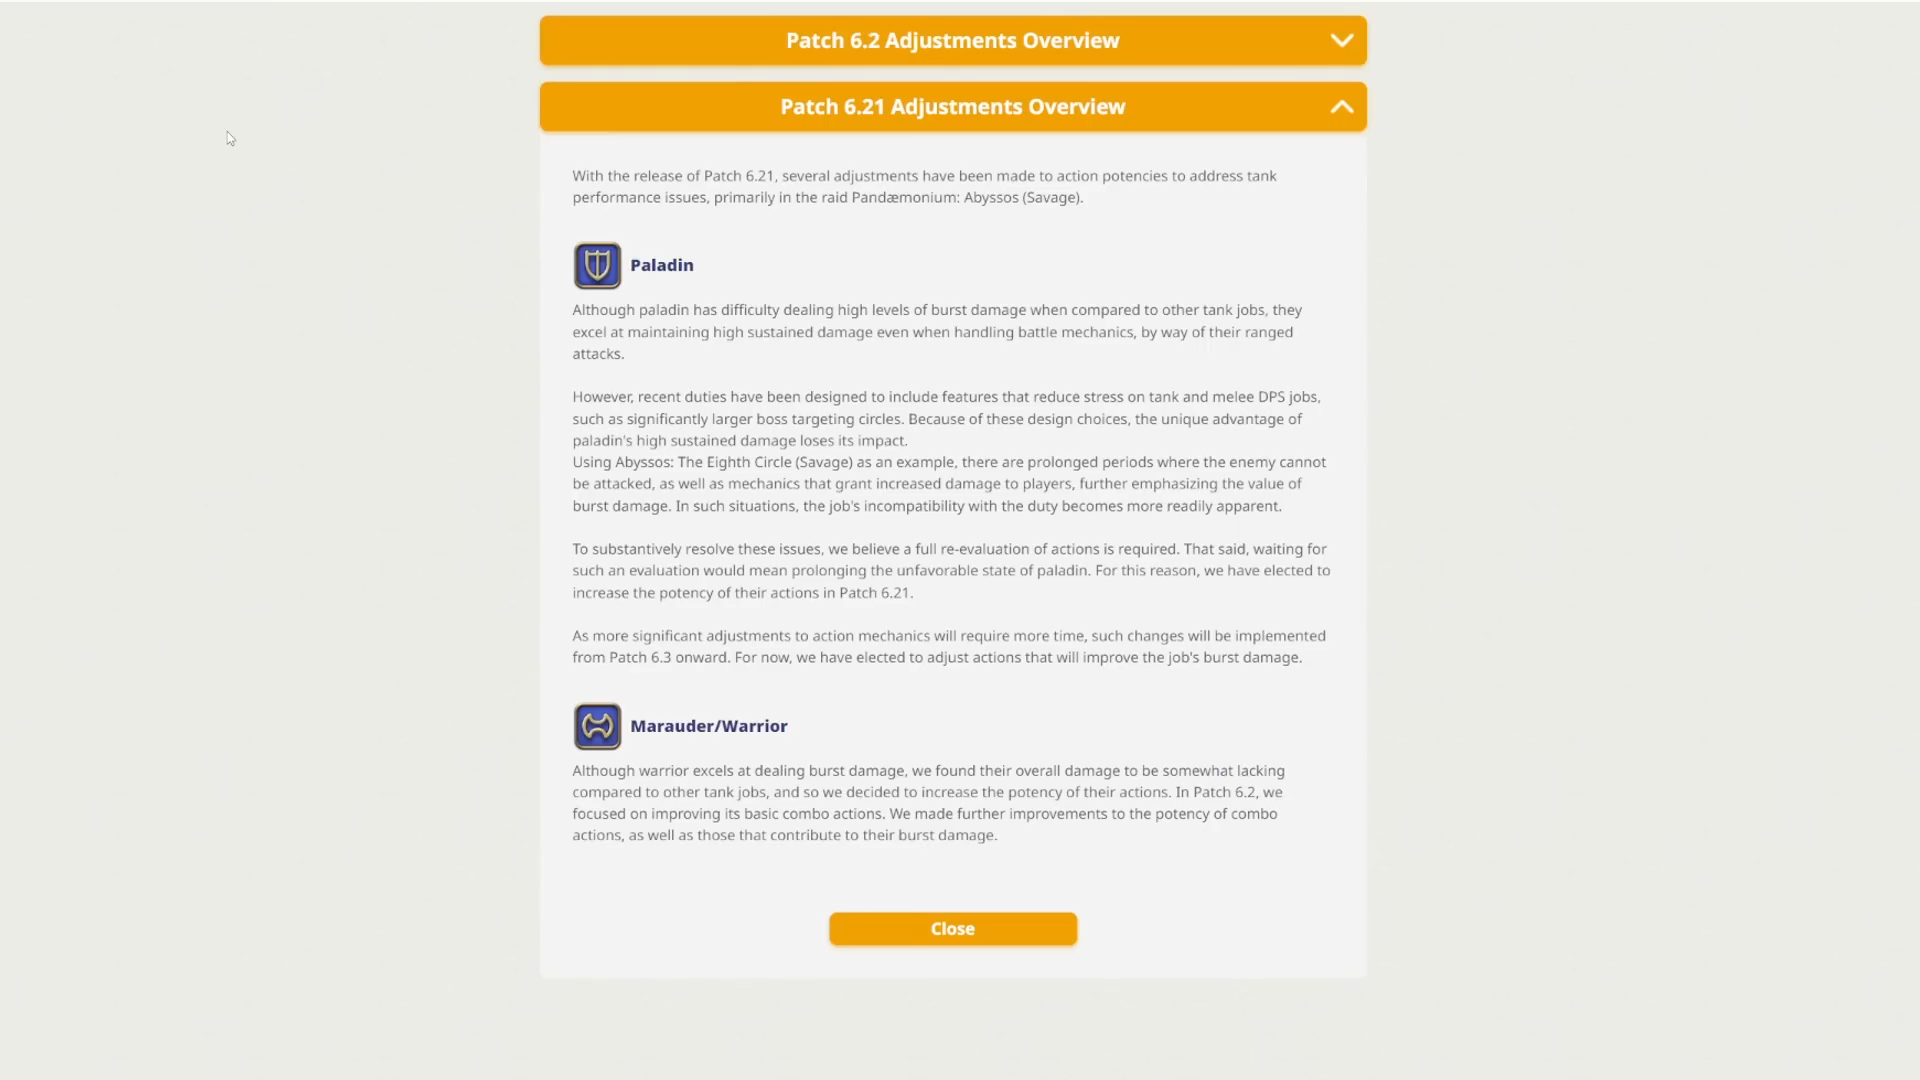 Patch 6.2 Adjustments Overview
Patch 6.21 Adjustments Overview
With the release of Patch 6.21, several adjustments have been made to action potencies to address tank
performance issues, primarily in the raid Pandæmonium: Abyssos (Savage).
Paladin
Although paladin has difficulty dealing high levels of burst damage when compared to other tank jobs, they
excel at maintaining high sustained damage even when handling battle mechanics, by way of their ranged
attacks.
However, recent duties have been designed to include features that reduce stress on tank and melee DPS jobs,
such as significantly larger boss targeting circles. Because of these design choices, the unique advantage of
paladin's high sustained damage loses its impact.
Using Abyssos: The Eighth Circle (Savage) as an example, there are prolonged periods where the enemy cannot
be attacked, as well as mechanics that grant increased damage to players, further emphasizing the value of
burst damage. In such situations, the job's incompatibility with the duty becomes more readily apparent.
To substantively resolve these issues, we believe a full re-evaluation of actions is required. That said, waiting for
such an evaluation would mean prolonging the unfavorable state of paladin. For this reason, we have elected to
increase the potency of their actions in Patch 6.21.
As more significant adjustments to action mechanics will require more time, such changes will be implemented
from Patch 6.3 onward. For now, we have elected to adjust actions that will improve the job's burst damage.
Marauder/Warrior
Although warrior excels at dealing burst damage, we found their overall damage to be somewhat lacking
compared to other tank jobs, and so we decided to increase the potency of their actions. In Patch 6.2, we
focused on improving its basic combo actions. We made further improvements to the potency of combo
actions, as well as those that contribute to their burst damage.
Close